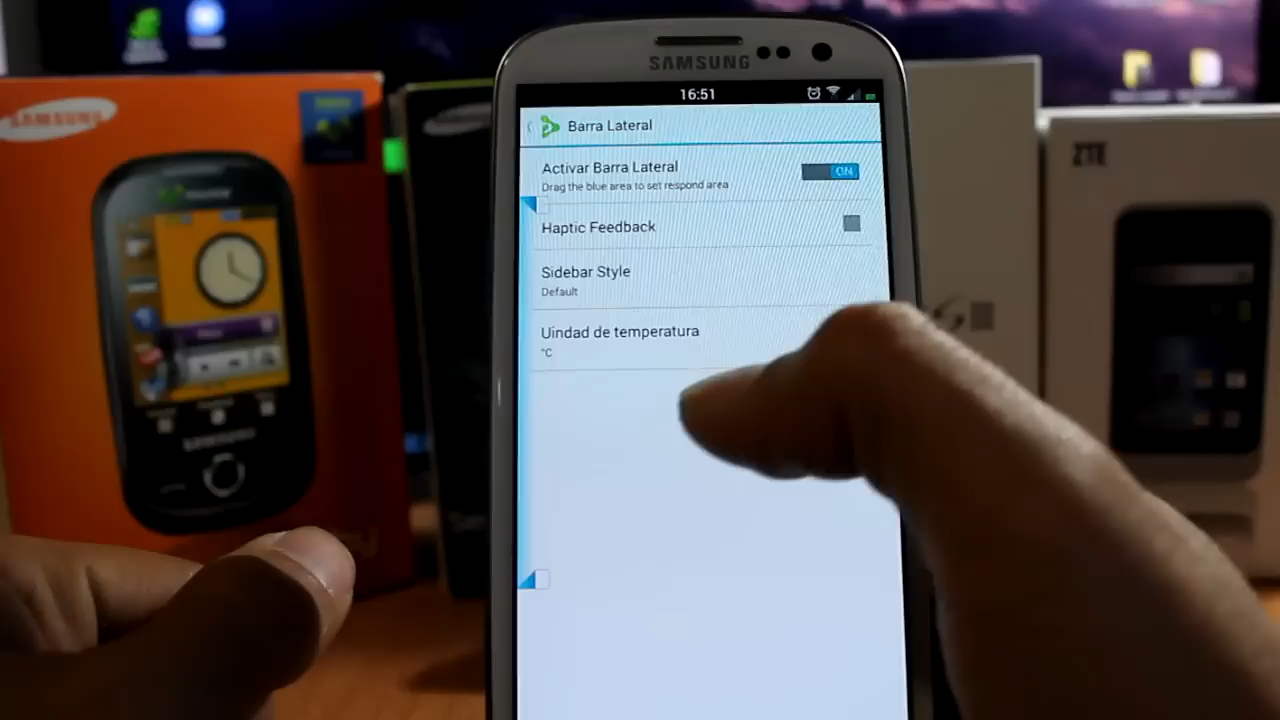 SAMSUNG
16:51
Barra Lateral
Activar Barra Lateral
ON
Drag the blue area to set respond area
Haptic Feedback
Sidebar Style
Default
Uindad de temperatura
°C
SAMSUNG
SAMSUNG
ZTE